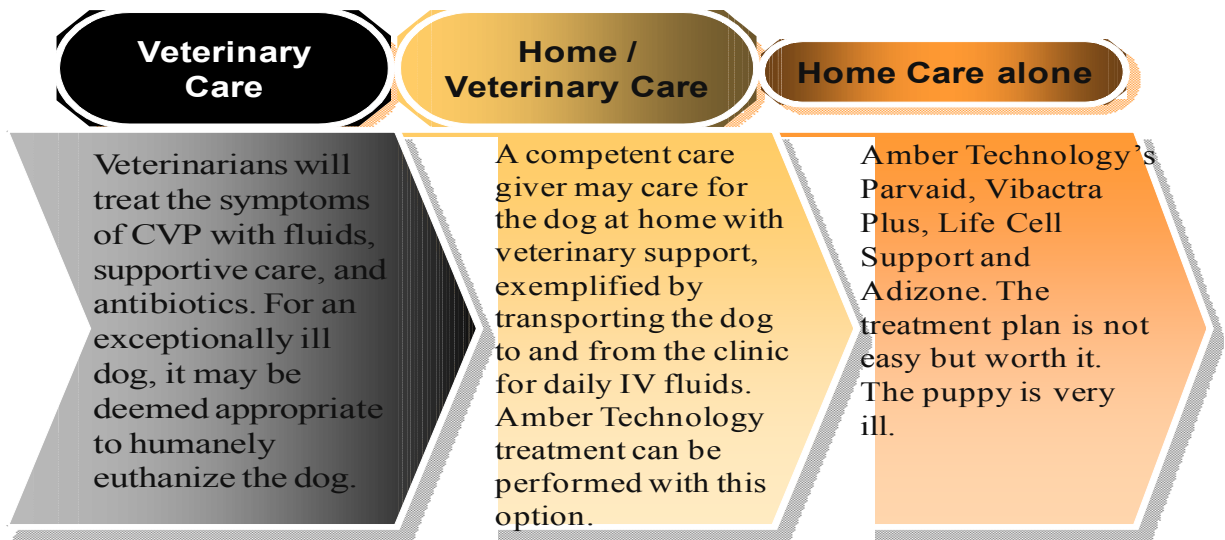 Veterinary
Care
Veterinarians will
treat the symptoms
of CVP with fluids,
supportive care, and
antibiotics. For an
exceptionally ill
dog, it may be
deemed appropriate
to humanely
euthanize the dog.
Home /
Veterinary Care
A competent care
giver may care for
the dog at home with
veterinary support,
exemplified by
transporting the dog
to and from the clinic
for daily IV fluids.
Amber Technology
treatment can be
performed with this
option.
Home Care alone
Amber Technology’s
Parvaid, Vibactra
Plus, Life Cell
Support and
Adizone. The
treatment plan is not
easy but worth it.
The puppy is very
ill.